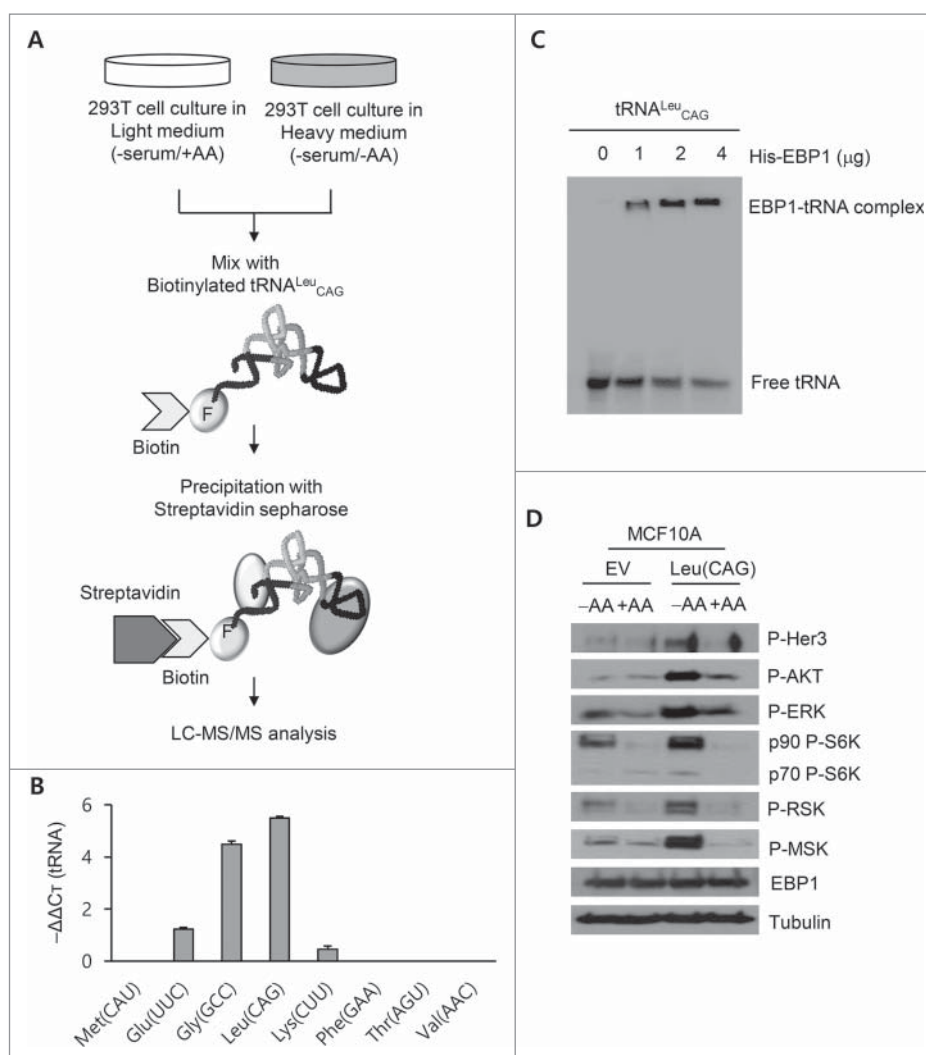 A
293T cell culture in
Light medium
(-serum/+AA)
293T cell culture in
Heavy medium
(-serum/-AA)
Mix with
Biotinylated tRNA^Leu_CAG
F
Biotin
Precipitation with
Streptavidin sepharose
Streptavidin
F
Biotin
LC-MS/MS analysis
B
−ΔΔCT (tRNA)
6
4
2
0
Met(CAU)
Glu(UUC)
Gly(GCC)
Leu(CAG)
Lys(CUU)
Phe(GAA)
Thr(AGU)
Val(AAC)
C
tRNA^Leu_CAG
0 1 2 4 His-EBP1 (μg)
EBP1-tRNA complex
Free tRNA
D
MCF10A
EV Leu(CAG)
−AA +AA −AA +AA
P-Her3
P-AKT
P-ERK
p90 P-S6K
p70 P-S6K
P-RSK
P-MSK
EBP1
Tubulin